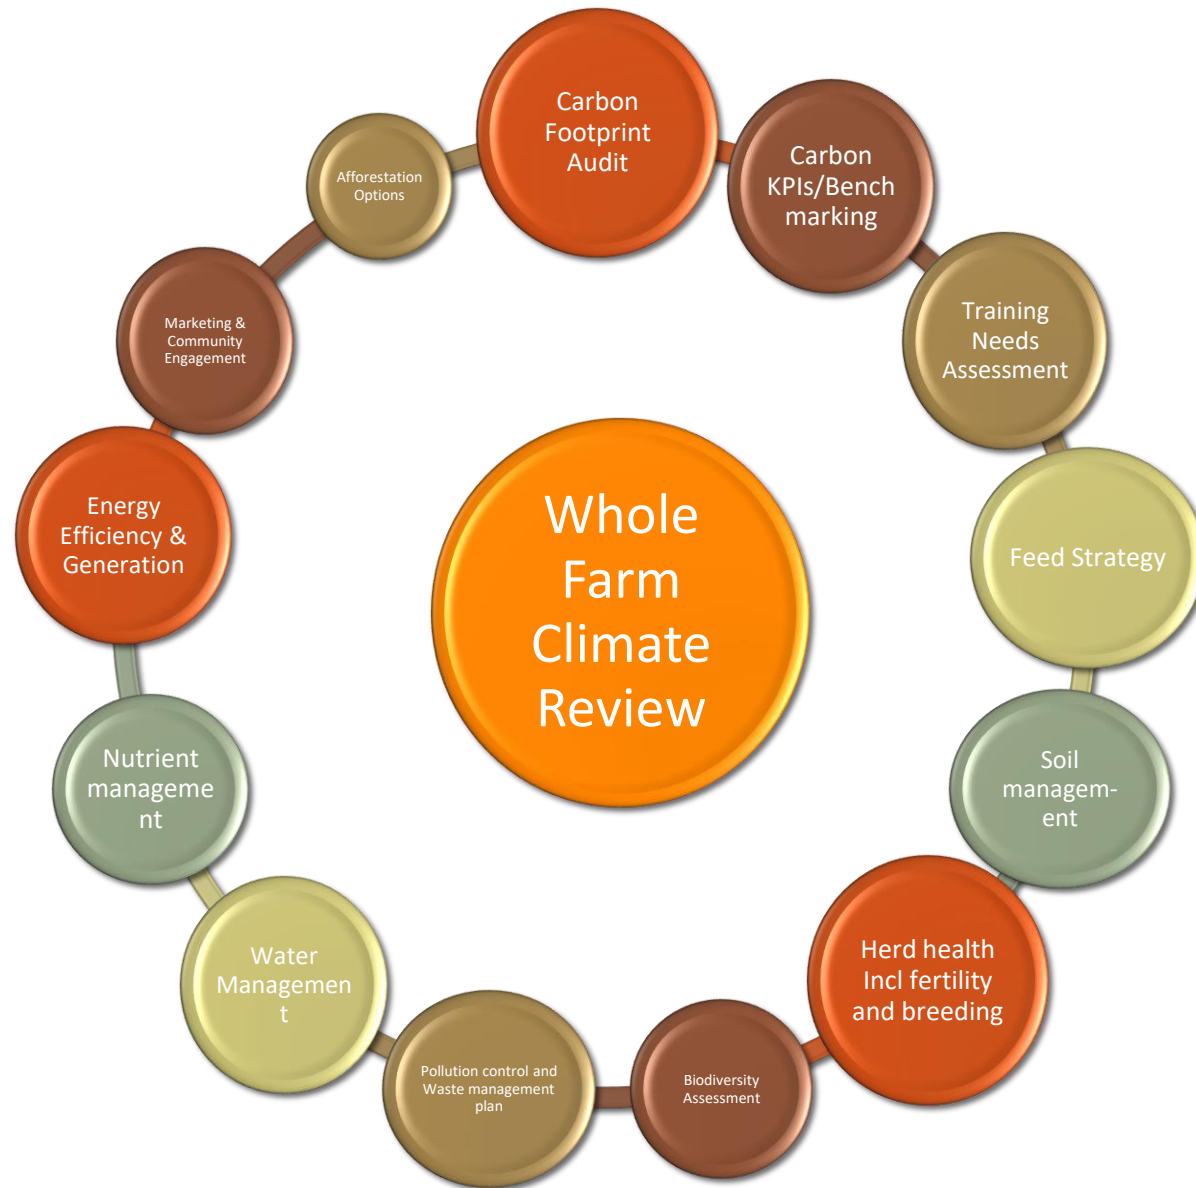 Carbon
Footprint
Audit
Carbon
KPIs/Bench
marking
Training
Needs
Assessment
Feed Strategy
Soil
managem-
ent
Herd health
Incl fertility
and breeding
Biodiversity
Assessment
Pollution control and
Waste management
plan
Water
Managemen
t
Nutrient
manageme
nt
Energy
Efficiency &
Generation
Marketing &
Community
Engagement
Afforestation
Options
Whole
Farm
Climate
Review